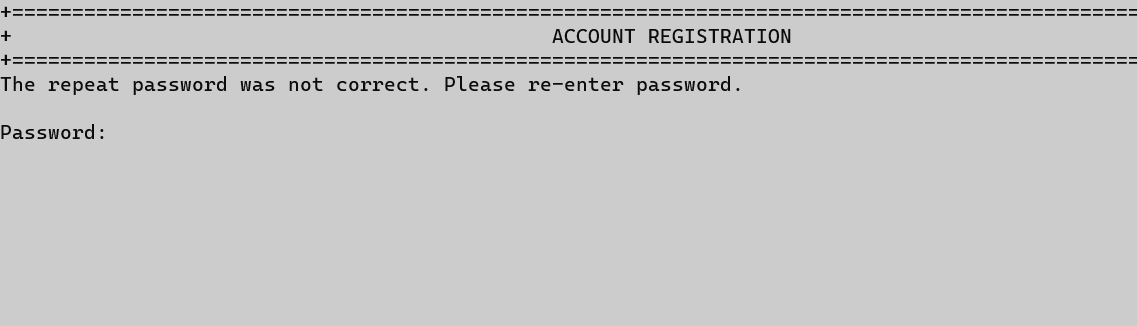 +==============================================================================================
+ ACCOUNT REGISTRATION
+==============================================================================================
The repeat password was not correct. Please re-enter password.
Password: